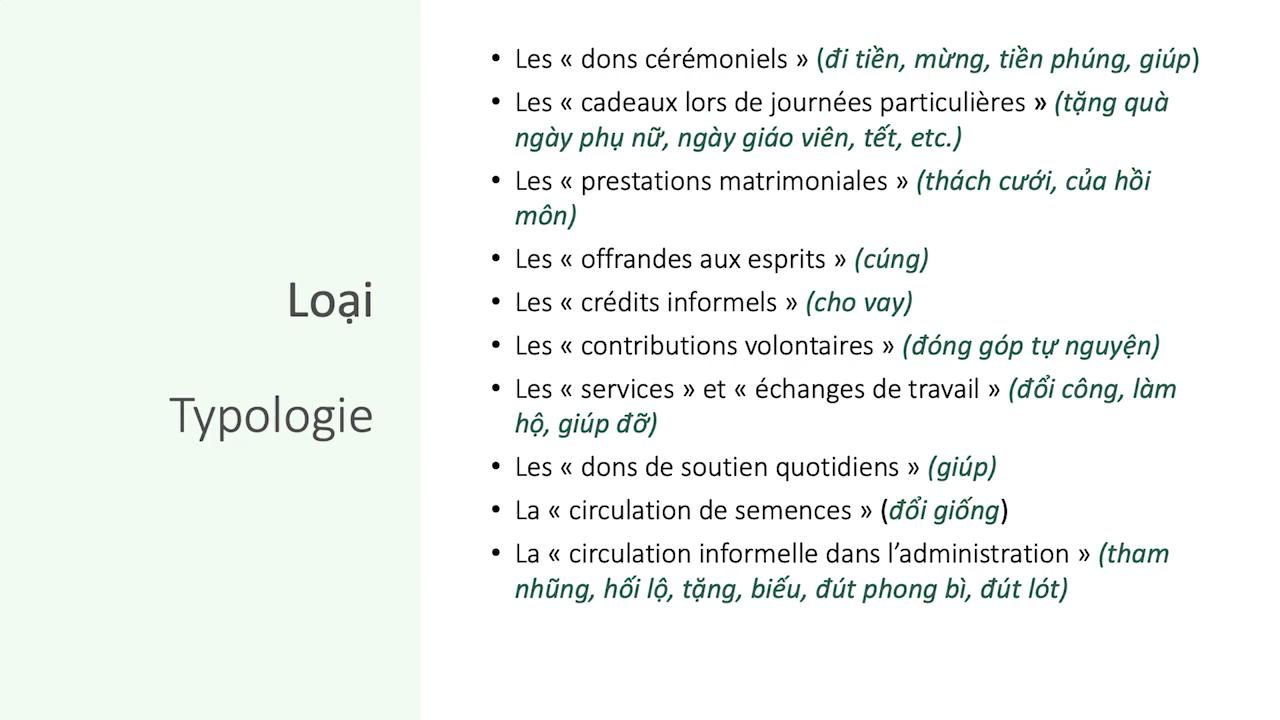 Loại
Typologie
• Les « dons cérémoniels » (đi tiền, mừng, tiền phúng, giúp)
• Les « cadeaux lors de journées particulières » (tặng quà
ngày phụ nữ, ngày giáo viên, tết, etc.)
• Les « prestations matrimoniales » (thách cưới, của hồi
môn)
• Les « offrandes aux esprits » (cúng)
• Les « crédits informels » (cho vay)
• Les « contributions volontaires » (đóng góp tự nguyện)
• Les « services » et « échanges de travail » (đổi công, làm
hộ, giúp đỡ)
• Les « dons de soutien quotidiens » (giúp)
• La « circulation de semences » (đổi giống)
• La « circulation informelle dans l’administration » (tham
nhũng, hối lộ, tặng, biếu, đút phong bì, đút lót)